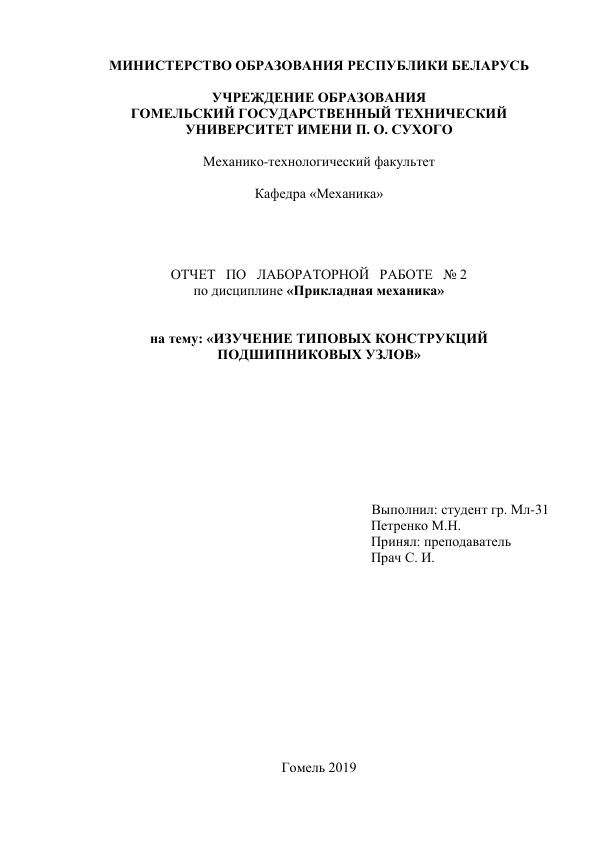 МИНИСТЕРСТВО ОБРАЗОВАНИЯ РЕСПУБЛИКИ БЕЛАРУСЬ
УЧРЕЖДЕНИЕ ОБРАЗОВАНИЯ
ГОМЕЛЬСКИЙ ГОСУДАРСТВЕННЫЙ ТЕХНИЧЕСКИЙ
УНИВЕРСИТЕТ ИМЕНИ П. О. СУХОГО
Механико-технологический факультет
Кафедра «Механика»
ОТЧЕТ ПО ЛАБОРАТОРНОЙ РАБОТЕ № 2
по дисциплине «Прикладная механика»
на тему: «ИЗУЧЕНИЕ ТИПОВЫХ КОНСТРУКЦИЙ
ПОДШИПНИКОВЫХ УЗЛОВ»
Выполнил: студент гр. Мл-31
Петренко М.Н.
Принял: преподаватель
Прач С. И.
Гомель 2019